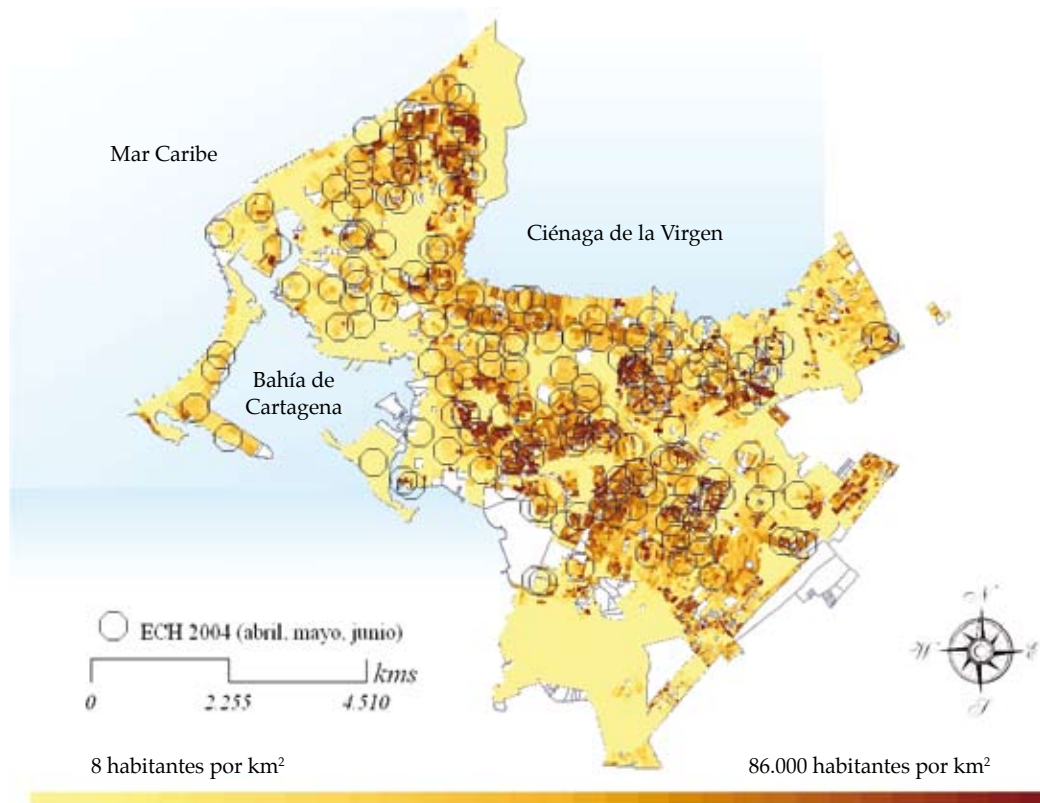 Mar Caribe
Ciénaga de la Virgen
Bahía de
Cartagena
ECH 2004 (abril, mayo, junio)
kms
0 2.255 4.510
N
W E
S
8 habitantes por km² 86.000 habitantes por km²